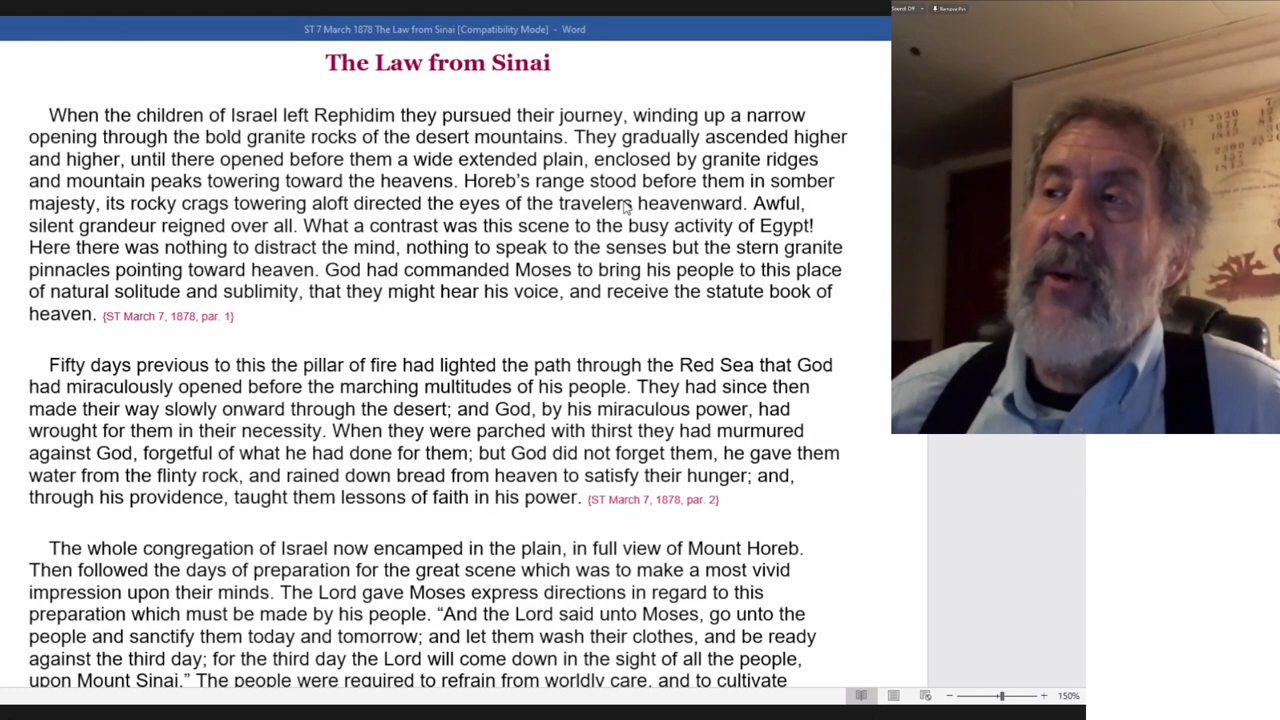 ST 7 March 1878 The Law from Sinai [Compatibility Mode] - Word
Remove Pin
The Law from Sinai
When the children of Israel left Rephidim they pursued their journey, winding up a narrow
opening through the bold granite rocks of the desert mountains. They gradually ascended higher
and higher, until there opened before them a wide extended plain, enclosed by granite ridges
and mountain peaks towering toward the heavens. Horeb’s range stood before them in somber
majesty, its rocky crags towering aloft directed the eyes of the travelers heavenward. Awful,
silent grandeur reigned over all. What a contrast was this scene to the busy activity of Egypt!
Here there was nothing to distract the mind, nothing to speak to the senses but the stern granite
pinnacles pointing toward heaven. God had commanded Moses to bring his people to this place
of natural solitude and sublimity, that they might hear his voice, and receive the statute book of
heaven. {ST March 7, 1878, par. 1}
Fifty days previous to this the pillar of fire had lighted the path through the Red Sea that God
had miraculously opened before the marching multitudes of his people. They had since then
made their way slowly onward through the desert; and God, by his miraculous power, had
wrought for them in their necessity. When they were parched with thirst they had murmured
against God, forgetful of what he had done for them; but God did not forget them, he gave them
water from the flinty rock, and rained down bread from heaven to satisfy their hunger; and,
through his providence, taught them lessons of faith in his power. {ST March 7, 1878, par. 2}
The whole congregation of Israel now encamped in the plain, in full view of Mount Horeb.
Then followed the days of preparation for the great scene which was to make a most vivid
impression upon their minds. The Lord gave Moses express directions in regard to this
preparation which must be made by his people. “And the Lord said unto Moses, go unto the
people and sanctify them today and tomorrow; and let them wash their clothes, and be ready
against the third day; for the third day the Lord will come down in the sight of all the people,
upon Mount Sinai.” The people were required to refrain from worldly care, and to cultivate
150%
2520
677
1843
2300
457
1843